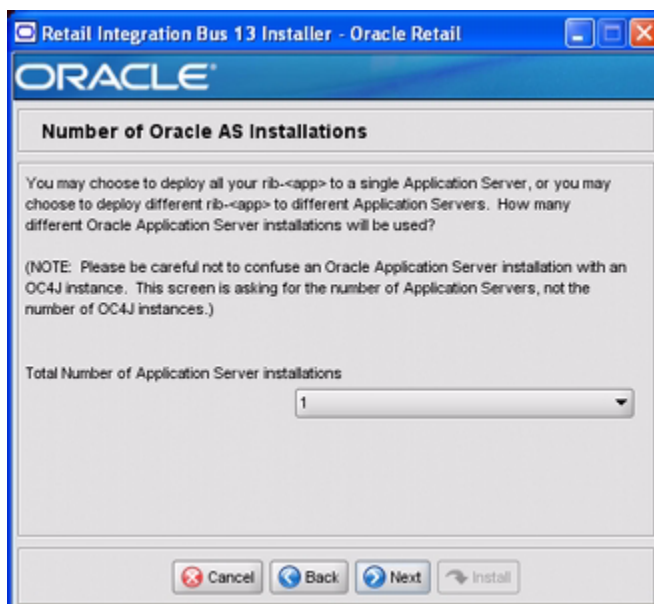 Retail Integration Bus 13 Installer - Oracle Retail
ORACLE
Number of Oracle AS Installations
You may choose to deploy all your rib-<app> to a single Application Server, or you may
choose to deploy different rib-<app> to different Application Servers. How many
different Oracle Application Server installations will be used?
(NOTE: Please be careful not to confuse an Oracle Application Server installation with an
OC4J instance. This screen is asking for the number of Application Servers, not the
number of OC4J instances.)
Total Number of Application Server installations
1
Cancel Back Next Install